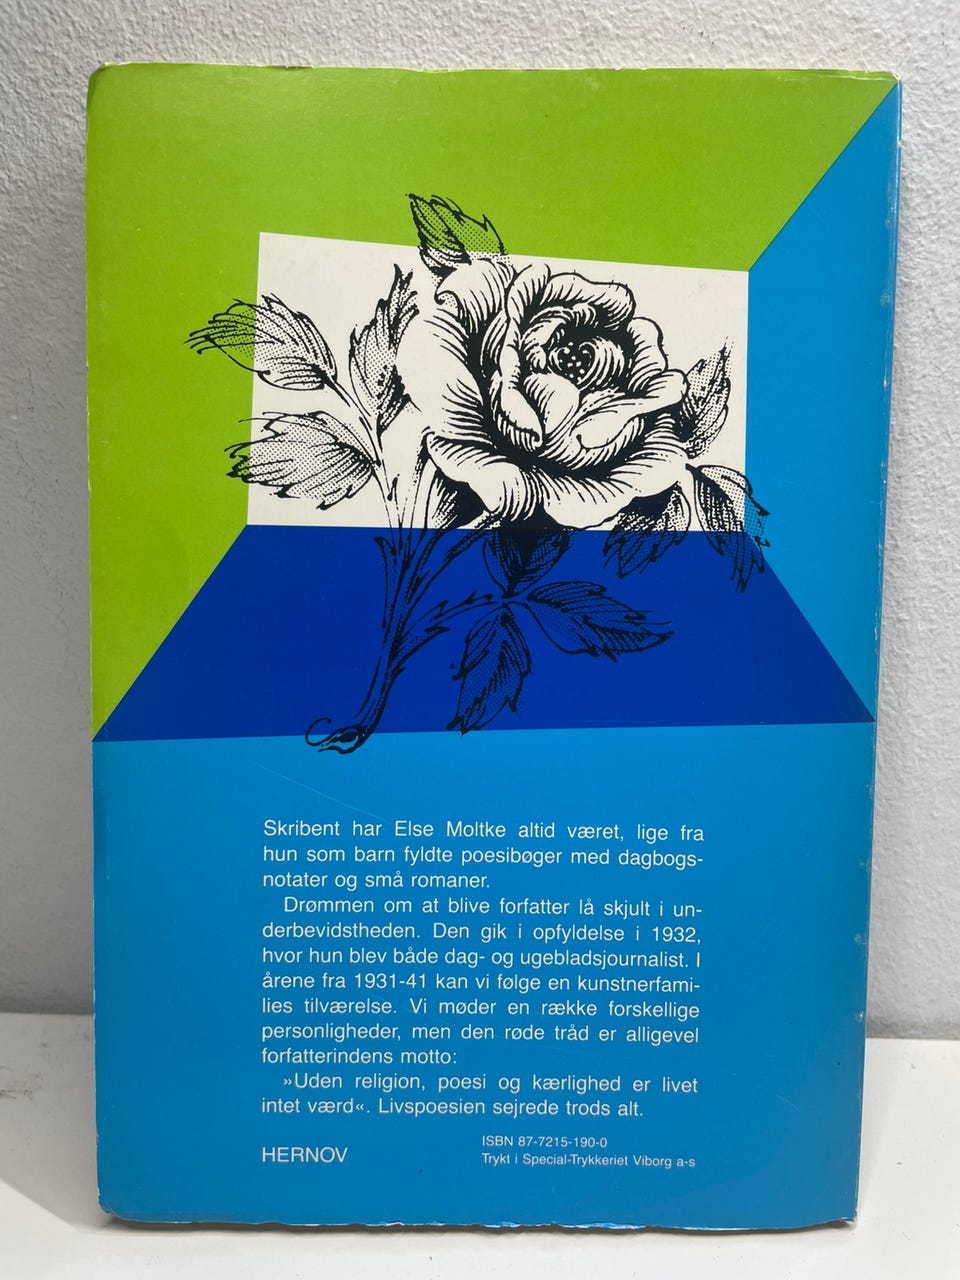 Skribent har Else Moltke altid været, lige fra
hun som barn fyldte poesibøger med dagbogs-
notater og små romaner.
Drømmen om at blive forfatter lå skjult i un-
derbevidstheden. Den gik i opfyldelse i 1932,
hvor hun blev både dag- og ugebladsjournalist. I
årene fra 1931-41 kan vi følge en kunstnerfami-
lies tilværelse. Vi møder en række forskellige
personligheder, men den røde tråd er alligevel
forfatterindens motto:
»Uden religion, poesi og kærlighed er livet
intet værd«. Livspoesien sejrede trods alt.
HERNOV
ISBN 87-7215-190-0
Trykt i Special-Trykkeriet Viborg a-s